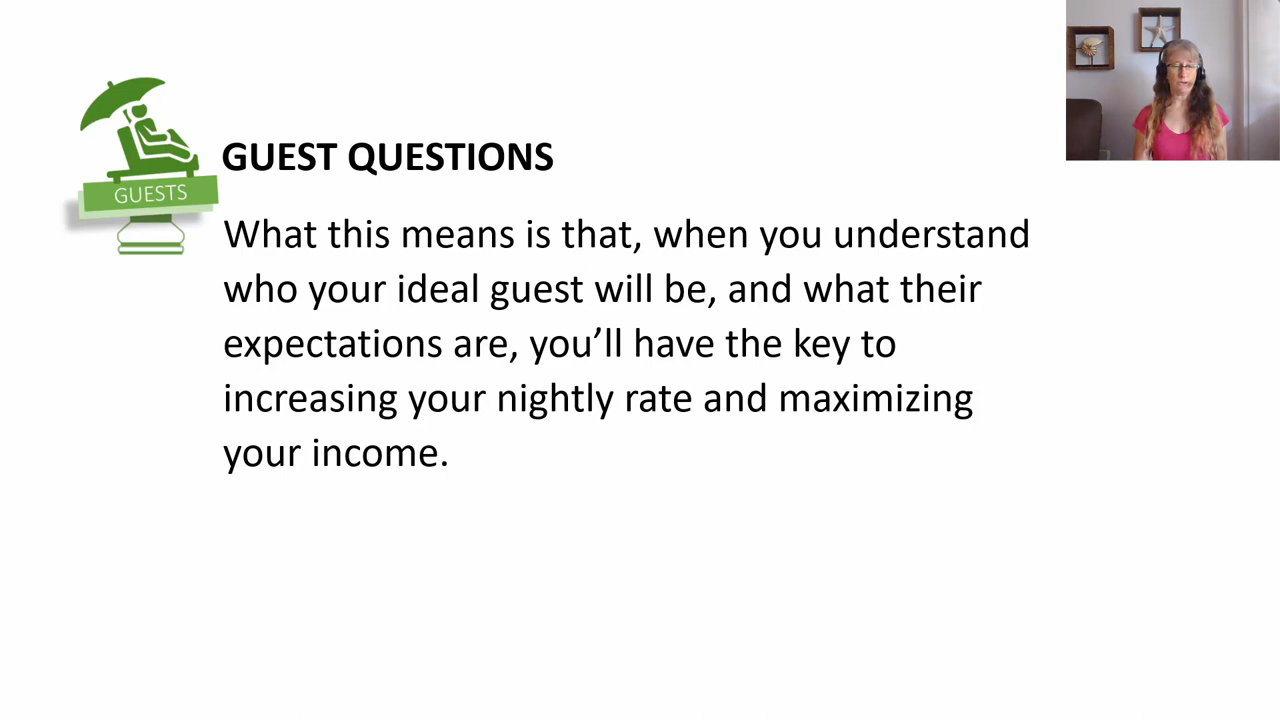 GUESTS
GUEST QUESTIONS
What this means is that, when you understand
who your ideal guest will be, and what their
expectations are, you’ll have the key to
increasing your nightly rate and maximizing
your income.